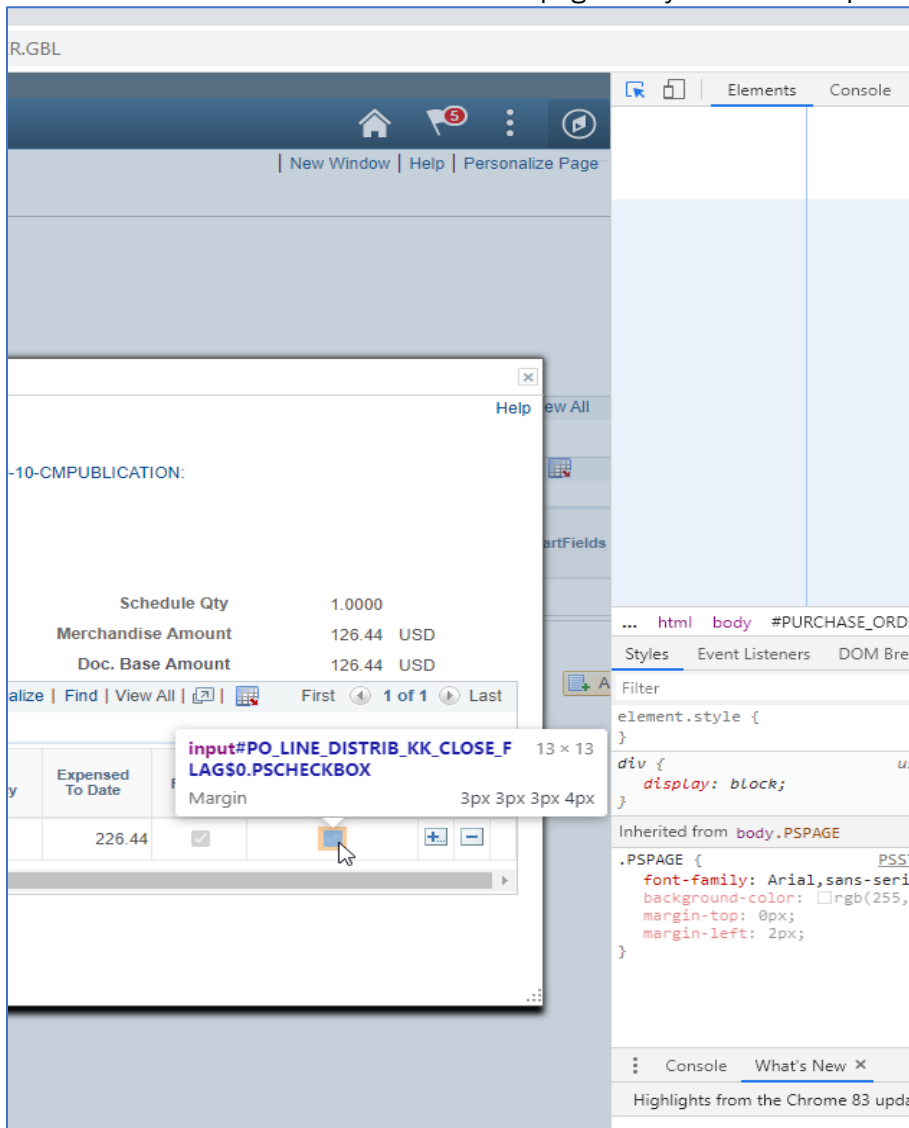 R.GBL
Elements Console
5
New Window | Help | Personalize Page
Help
ew All
-10-CMPUBLICATION:
artFields
Schedule Qty 1.0000
Merchandise Amount 126.44 USD
Doc. Base Amount 126.44 USD
alize | Find | View All | First 1 of 1 Last
A
input#PO_LINE_DISTRIB_KK_CLOSE_F 13 × 13
LAG$0.PSCHECKBOX
Margin 3px 3px 3px 4px
y
Expensed
To Date
226.44
... html body #PURCHASE_ORD
Styles Event Listeners DOM Bre
Filter
element.style {
}
div {
display: block;
}
Inherited from body.PSPAGE
.PSPAGE { PSS
font-family: Arial,sans-seri
background-color: rgb(255,
margin-top: 0px;
margin-left: 2px;
}
Console What's New ×
Highlights from the Chrome 83 upda